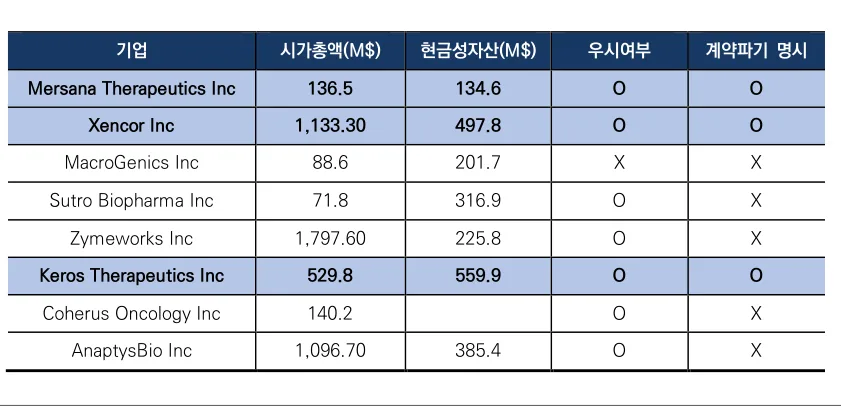 기업 시가총액(M$) 현금성자산(M$) 우시여부 계약파기 명시
Mersana Therapeutics Inc 136.5 134.6 O O
Xencor Inc 1,133.30 497.8 O O
MacroGenics Inc 88.6 201.7 X X
Sutro Biopharma Inc 71.8 316.9 O X
Zymeworks Inc 1,797.60 225.8 O X
Keros Therapeutics Inc 529.8 559.9 O O
Coherus Oncology Inc 140.2 O X
AnaptysBio Inc 1,096.70 385.4 O X